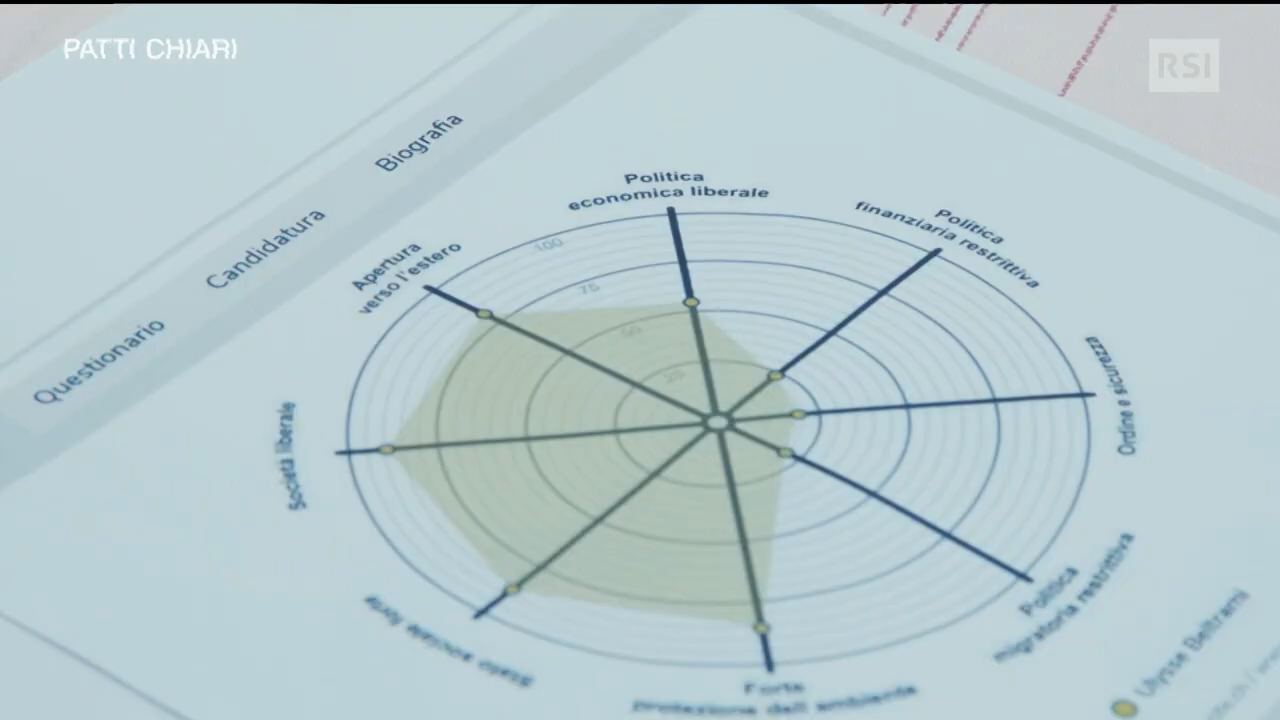 PATTI CHIARI
RSI
Biografia
Candidatura
Questionario
Politica
economica liberale
Politica
finanziaria restrittiva
Apertura
verso l'estero
100
75
50
25
Ordine e sicurezza
Società liberale
Politica
migratoria restrittiva
Stato sociale forte
Forte
protezione dell'ambiente
Ulysse Beltrami